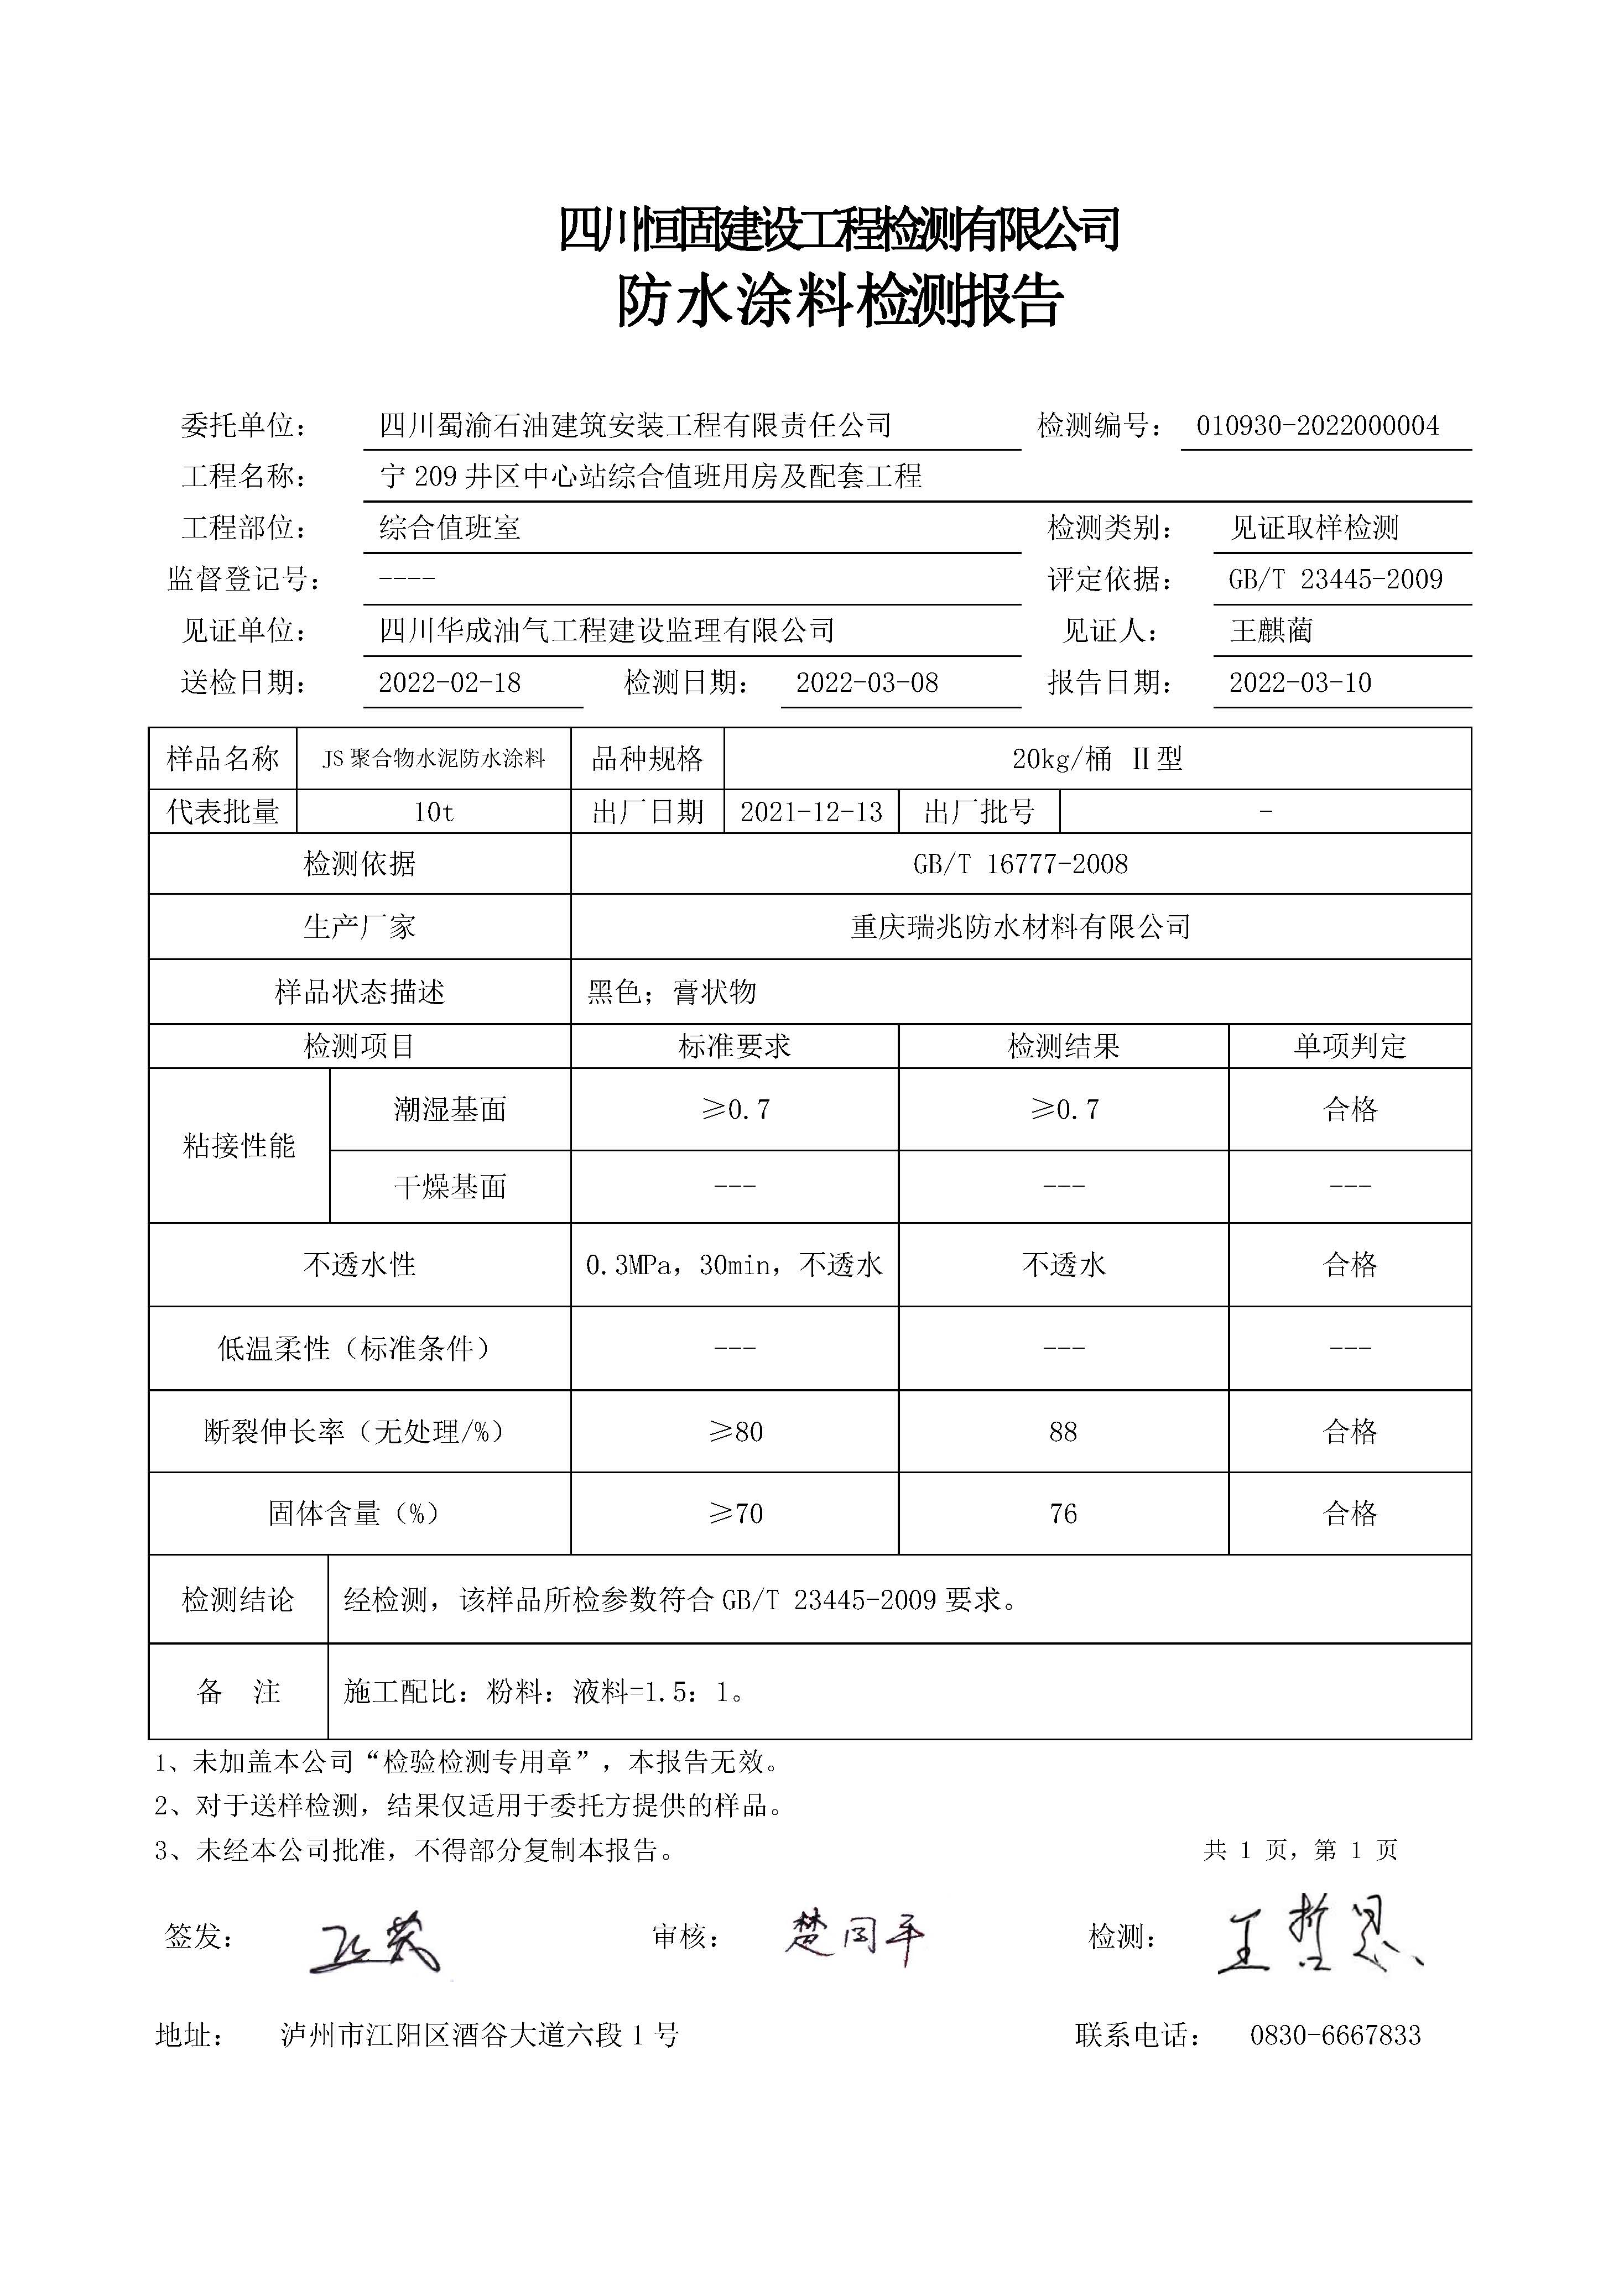 四川恒固建设工程检测有限公司
防水涂料检测报告
委托单位： 四川蜀渝石油建筑安装工程有限责任公司 检测编号： 010930-2022000004
工程名称： 宁 209 井区中心站综合值班用房及配套工程
工程部位： 综合值班室 检测类别： 见证取样检测
监督登记号： ---- 评定依据： GB/T 23445-2009
见证单位： 四川华成油气工程建设监理有限公司 见证人： 王麒蔺
送检日期： 2022-02-18 检测日期： 2022-03-08 报告日期： 2022-03-10
样品名称 JS 聚合物水泥防水涂料 品种规格 20kg/桶 Ⅱ型
代表批量 10t 出厂日期 2021-12-13 出厂批号 -
检测依据 GB/T 16777-2008
生产厂家 重庆瑞兆防水材料有限公司
样品状态描述 黑色；膏状物
检测项目 标准要求 检测结果 单项判定
粘接性能 潮湿基面 ≥0.7 ≥0.7 合格
干燥基面 --- --- ---
不透水性 0.3MPa，30min，不透水 不透水 合格
低温柔性（标准条件） --- --- ---
断裂伸长率（无处理/%） ≥80 88 合格
固体含量（%） ≥70 76 合格
检测结论 经检测，该样品所检参数符合 GB/T 23445-2009 要求。
备 注 施工配比：粉料：液料=1.5：1。
1、未加盖本公司“检验检测专用章”，本报告无效。
2、对于送样检测，结果仅适用于委托方提供的样品。
3、未经本公司批准，不得部分复制本报告。 共 1 页，第 1 页
签发： 审核： 楚同平 检测： 王哲恩
地址： 泸州市江阳区酒谷大道六段 1 号 联系电话： 0830-6667833